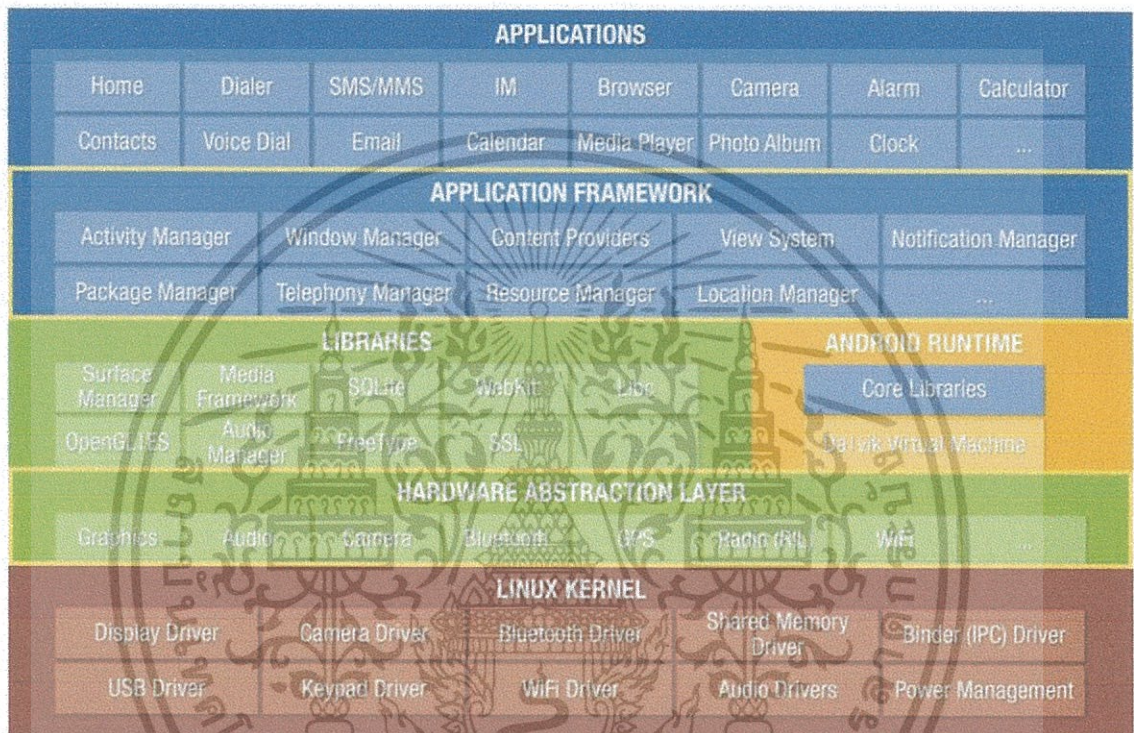 APPLICATIONS
Home Dialer SMS/MMS IM Browser Camera Alarm Calculator
Contacts Voice Dial Email Calendar Media Player Photo Album Clock ...
APPLICATION FRAMEWORK
Activity Manager Window Manager Content Providers View System Notification Manager
Package Manager Telephony Manager Resource Manager Location Manager ...
LIBRARIES ANDROID RUNTIME
Surface Manager Media Framework SQLite WebKit Libc Core Libraries
OpenGL|ES Audio Manager FreeType SSL ... Dalvik Virtual Machine
HARDWARE ABSTRACTION LAYER
Graphics Audio Camera Bluetooth GPS Radio (RIL) WiFi ...
LINUX KERNEL
Display Driver Camera Driver Bluetooth Driver Shared Memory Driver Binder (IPC) Driver
USB Driver Keypad Driver WiFi Driver Audio Drivers Power Management